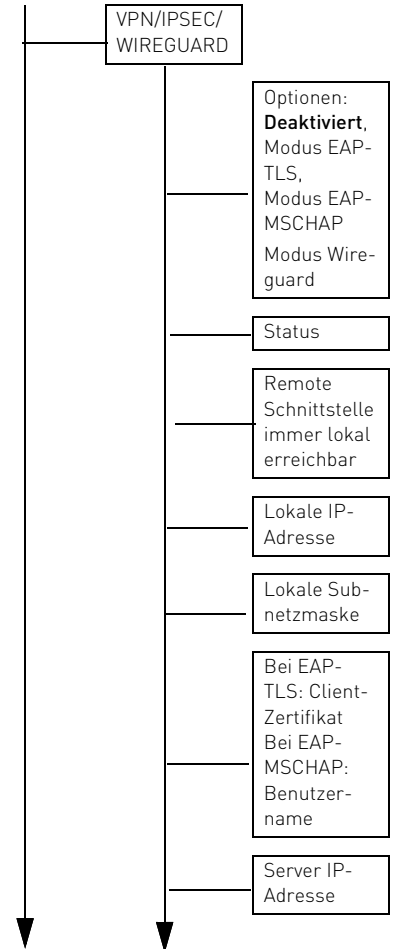 VPN/IPSEC/
WIREGUARD
Optionen:
Deaktiviert,
Modus EAP-
TLS,
Modus EAP-
MSCHAP
Modus Wire-
guard
Status
Remote
Schnittstelle
immer lokal
erreichbar
Lokale IP-
Adresse
Lokale Sub-
netzmaske
Bei EAP-
TLS: Client-
Zertifikat
Bei EAP-
MSCHAP:
Benutzer-
name
Server IP-
Adresse